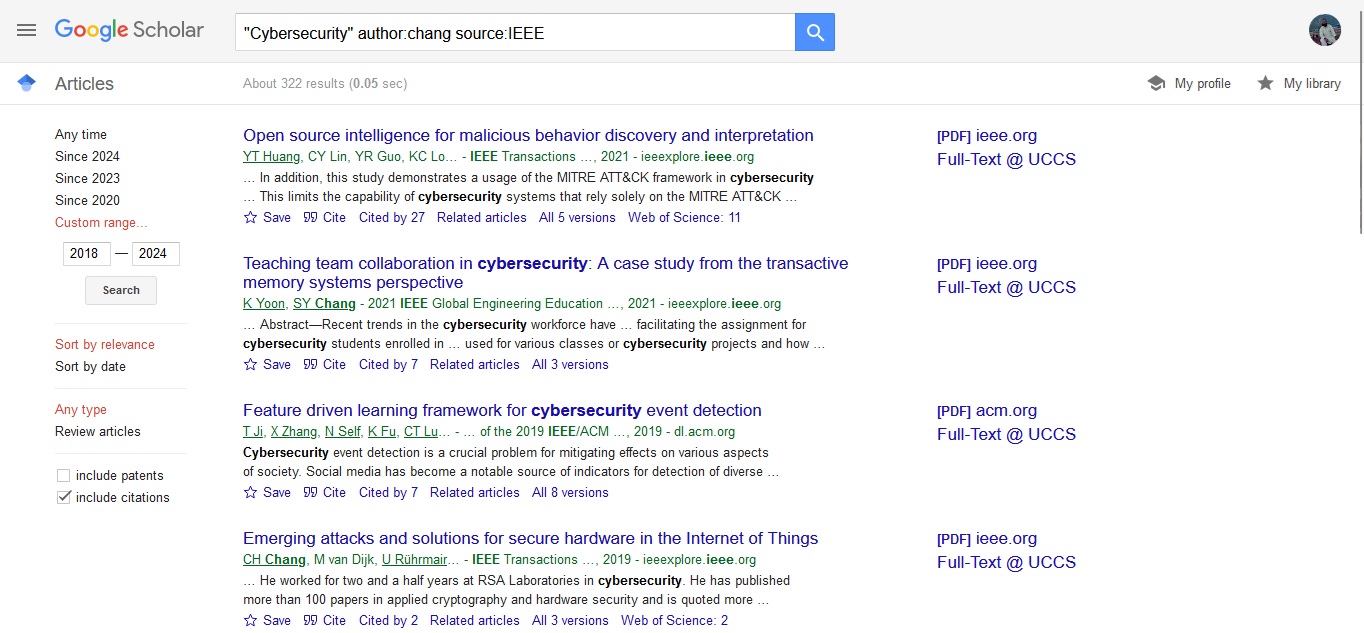 Google Scholar
"Cybersecurity" author:chang source:IEEE
Articles
About 322 results (0.05 sec)
My profile
My library
Any time
Since 2024
Since 2023
Since 2020
Custom range...
2018 — 2024
Search
Sort by relevance
Sort by date
Any type
Review articles
include patents
include citations
Open source intelligence for malicious behavior discovery and interpretation
YT Huang, CY Lin, YR Guo, KC Lo... - IEEE Transactions …, 2021 - ieeexplore.ieee.org
… In addition, this study demonstrates a usage of the MITRE ATT&CK framework in cybersecurity
… This limits the capability of cybersecurity systems that rely solely on the MITRE ATT&CK …
Save Cite Cited by 27 Related articles All 5 versions Web of Science: 11
[PDF] ieee.org
Full-Text @ UCCS
Teaching team collaboration in cybersecurity: A case study from the transactive
memory systems perspective
K Yoon, SY Chang - 2021 IEEE Global Engineering Education …, 2021 - ieeexplore.ieee.org
… Abstract—Recent trends in the cybersecurity workforce have … facilitating the assignment for
cybersecurity students enrolled in … used for various classes or cybersecurity projects and how …
Save Cite Cited by 7 Related articles All 3 versions
[PDF] ieee.org
Full-Text @ UCCS
Feature driven learning framework for cybersecurity event detection
T Ji, X Zhang, N Self, K Fu, CT Lu... - … of the 2019 IEEE/ACM …, 2019 - dl.acm.org
Cybersecurity event detection is a crucial problem for mitigating effects on various aspects
of society. Social media has become a notable source of indicators for detection of diverse …
Save Cite Cited by 7 Related articles All 8 versions
[PDF] acm.org
Full-Text @ UCCS
Emerging attacks and solutions for secure hardware in the Internet of Things
CH Chang, M van Dijk, U Rührmair... - IEEE Transactions …, 2019 - ieeexplore.ieee.org
… He worked for two and a half years at RSA Laboratories in cybersecurity. He has published
more than 100 papers in applied cryptography and hardware security and is quoted more …
Save Cite Cited by 2 Related articles All 3 versions Web of Science: 2
[PDF] ieee.org
Full-Text @ UCCS